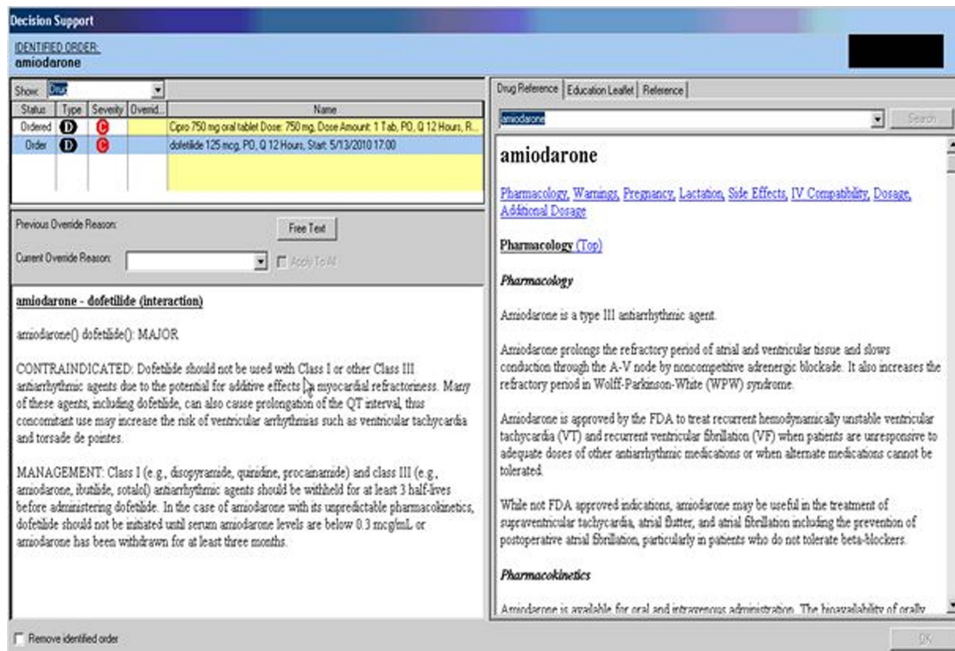 Decision Support
IDENTIFIED ORDER:
amiodarone
Show: Drug
Status Type Severity Overrid... Name
Ordered D C Cipro 750 mg oral tablet Dose: 750 mg, Dose Amount: 1 Tab, PO, Q 12 Hours, R...
Order D C dofetilide 125 mcg, PO, Q 12 Hours, Start: 5/13/2010 17:00
Previous Override Reason:
Free Text
Current Override Reason:
Apply To All
amiodarone - dofetilide (interaction)
amiodarone() dofetilide(): MAJOR
CONTRAINDICATED: Dofetilide should not be used with Class I or other Class III
antiarrhythmic agents due to the potential for additive effects myocardial refractoriness. Many
of these agents, including dofetilide, can also cause prolongation of the QT interval, thus
concomitant use may increase the risk of ventricular arrhythmias such as ventricular tachycardia
and torsade de pointes.
MANAGEMENT: Class I (e.g., disopyramide, quinidine, procainamide) and class III (e.g.,
amiodarone, ibutilide, sotalol) antiarrhythmic agents should be withheld for at least 3 half-lives
before administering dofetilide. In the case of amiodarone with its unpredictable pharmacokinetics,
dofetilide should not be initiated until serum amiodarone levels are below 0.3 mcg/mL or
amiodarone has been withdrawn for at least three months.
Remove identified order
Drug Reference Education Leaflet Reference
amiodarone
Search
amiodarone
Pharmacology, Warnings, Pregnancy, Lactation, Side Effects, IV Compatibility, Dosage,
Additional Dosage
Pharmacology (Top)
Pharmacology
Amiodarone is a type III antiarrhythmic agent.
Amiodarone prolongs the refractory period of atrial and ventricular tissue and slows
conduction through the A-V node by noncompetitive adrenergic blockade. It also increases the
refractory period in Wolff-Parkinson-White (WPW) syndrome.
Amiodarone is approved by the FDA to treat recurrent hemodynamically unstable ventricular
tachycardia (VT) and recurrent ventricular fibrillation (VF) when patients are unresponsive to
adequate doses of other antiarrhythmic medications or when alternate medications cannot be
tolerated.
While not FDA approved indications, amiodarone may be useful in the treatment of
supraventricular tachycardia, atrial flutter, and atrial fibrillation including the prevention of
postoperative atrial fibrillation, particularly in patients who do not tolerate beta-blockers.
Pharmacokinetics
Amiodarone is available for oral and intravenous administration. The bioavailability of orally
OK